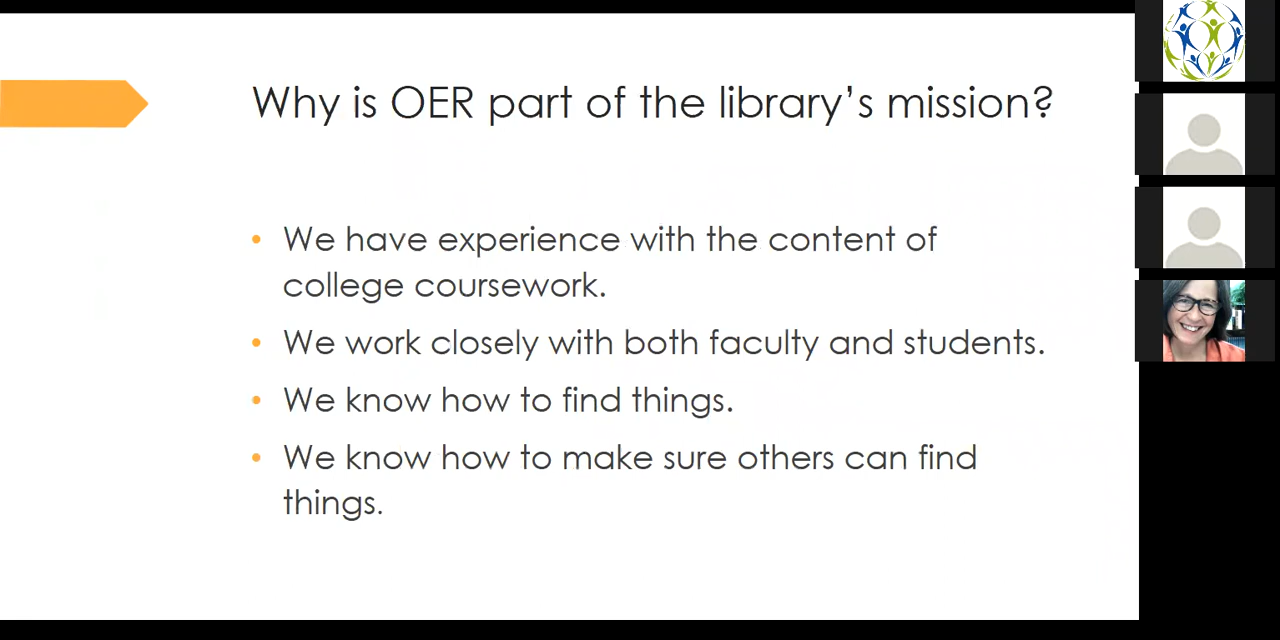 Why is OER part of the library's mission?
• We have experience with the content of
college coursework.
• We work closely with both faculty and students.
• We know how to find things.
• We know how to make sure others can find
things.